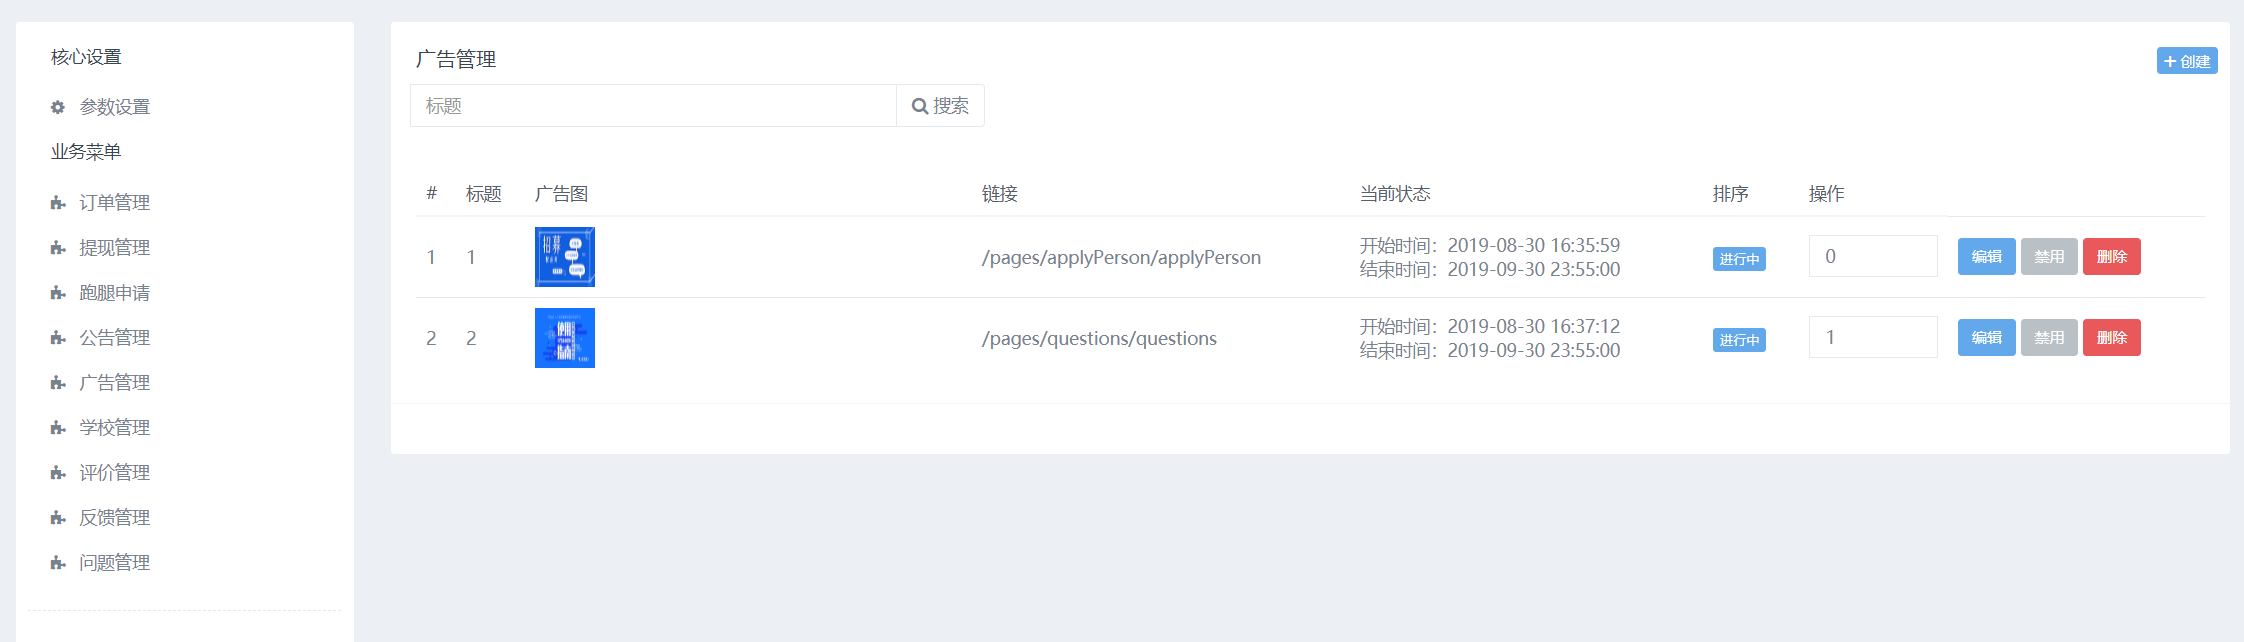 核心设置
参数设置
业务菜单
订单管理
提现管理
跑腿申请
公告管理
广告管理
学校管理
评价管理
反馈管理
问题管理
广告管理
创建
标题 搜索
# 标题 广告图 链接 当前状态 排序 操作
1 1 招募 /pages/applyPerson/applyPerson 开始时间：2019-08-30 16:35:59 进行中 0 编辑 禁用 删除
结束时间：2019-09-30 23:55:00
2 2 使用 /pages/questions/questions 开始时间：2019-08-30 16:37:12 进行中 1 编辑 禁用 删除
指南 结束时间：2019-09-30 23:55:00